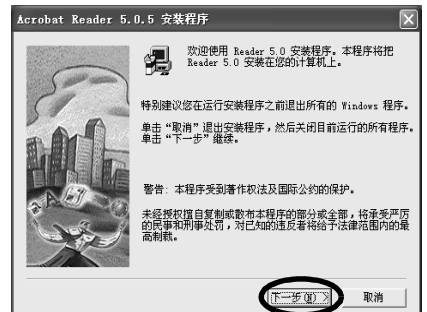 Acrobat Reader 5.0.5 安装程序
欢迎使用 Reader 5.0 安装程序。本程序将把
Reader 5.0 安装在您的计算机上。
特别建议您在运行安装程序之前退出所有的 Windows 程序。
单击“取消”退出安装程序，然后关闭目前运行的所有程序。
单击“下一步”继续。
警告: 本程序受到著作权法及国际公约的保护。
未经授权擅自复制或散布本程序的部分或全部，将承受严厉
的民事和刑事处罚，对已知的违反者将给予法律范围内的最
高制裁。
下一步(N) >
取消